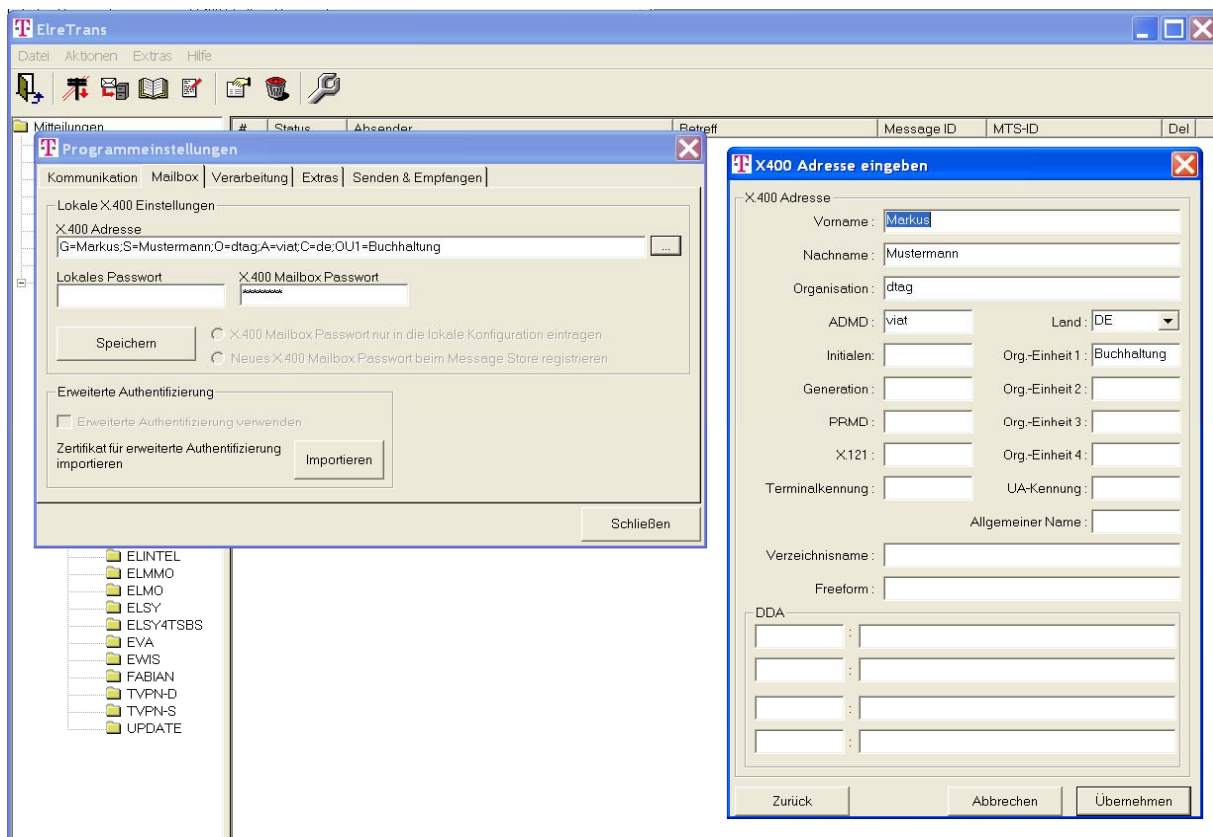 ElreTrans
Datei Aktionen Extras Hilfe
Mitteilungen
# Status Absender Betreff Message ID MTS-ID Del
Programmeinstellungen
Kommunikation Mailbox Verarbeitung Extras Senden & Empfangen
Lokale X.400 Einstellungen
X.400 Adresse
G=Markus;S=Mustermann;O=dtag;A=viat;C=de;OU1=Buchhaltung
...
Lokales Passwort X.400 Mailbox Passwort
********
Speichern
X.400 Mailbox Passwort nur in die lokale Konfiguration eintragen
Neues X.400 Mailbox Passwort beim Message Store registrieren
Erweiterte Authentifizierung
Erweiterte Authentifizierung verwenden
Zertifikat für erweiterte Authentifizierung
importieren
Importieren
Schließen
ELINTEL
ELMMO
ELMO
ELSY
ELSY4TSBS
EVA
EWIS
FABIAN
TVPN-D
TVPN-S
UPDATE
X400 Adresse eingeben
X.400 Adresse
Vorname : Markus
Nachname : Mustermann
Organisation : dtag
ADMD : viat Land : DE
Initialen: Org.-Einheit 1 : Buchhaltung
Generation : Org.-Einheit 2 :
PRMD : Org.-Einheit 3 :
X.121 : Org.-Einheit 4 :
Terminalkennung : UA-Kennung :
Allgemeiner Name :
Verzeichnisname :
Freeform :
DDA
:
:
:
:
Zurück Abbrechen Übernehmen